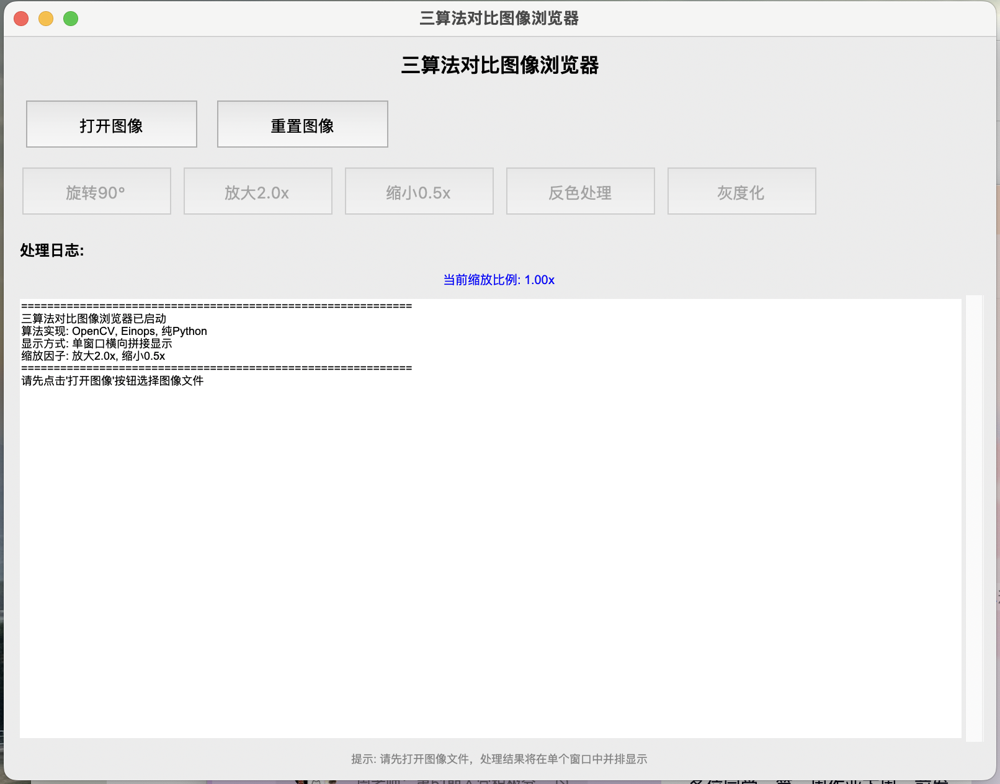 三算法对比图像浏览器
三算法对比图像浏览器
打开图像 重置图像
旋转90° 放大2.0x 缩小0.5x 反色处理 灰度化
处理日志:
当前缩放比例: 1.00x
============================================================
三算法对比图像浏览器已启动
算法实现: OpenCV, Einops, 纯Python
显示方式: 单窗口横向拼接显示
缩放因子: 放大2.0x, 缩小0.5x
============================================================
请先点击'打开图像'按钮选择图像文件
提示: 请先打开图像文件，处理结果将在单个窗口中并排显示